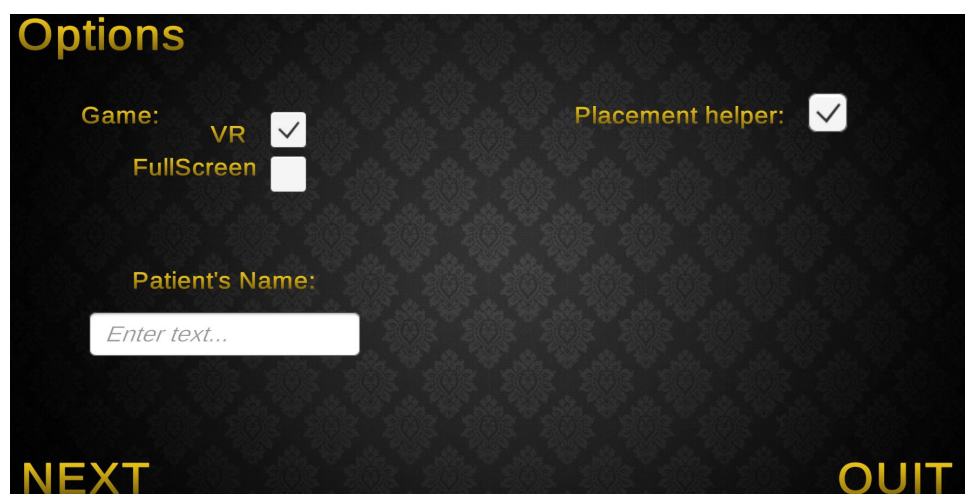 Options
Game:
VR
FullScreen
Placement helper:
Patient's Name:
Enter text...
NEXT
QUIT